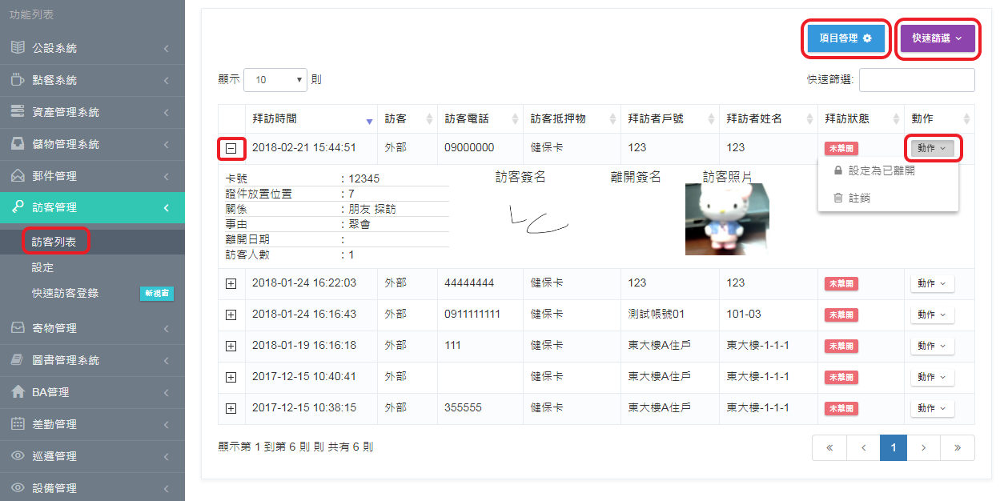 功能列表
公設系統
點餐系統
資產管理系統
儲物管理系統
郵件管理
訪客管理
訪客列表
設定
快速訪客登錄 新視窗
寄物管理
圖書管理系統
BA管理
差勤管理
巡邏管理
設備管理
項目管理 快速篩選
顯示 10 則 快速篩選:
拜訪時間 訪客 訪客電話 訪客抵押物 拜訪者戶號 拜訪者姓名 拜訪狀態 動作
2018-02-21 15:44:51 外部 09000000 健保卡 123 123 未離開 動作
設定為已離開
註銷
卡號 : 12345
證件放置位置 : 7
關係 : 朋友 探訪
事由 : 聚會
離開日期 :
訪客人數 : 1
訪客簽名 離開簽名 訪客照片
2018-01-24 16:22:03 外部 44444444 健保卡 123 123 未離開 動作
2018-01-24 16:16:43 外部 0911111111 健保卡 測試帳號01 101-03 未離開 動作
2018-01-19 16:16:18 外部 111 健保卡 東大樓A住戶 東大樓-1-1-1 未離開 動作
2017-12-15 10:40:41 外部 健保卡 東大樓A住戶 東大樓-1-1-1 未離開 動作
2017-12-15 10:38:15 外部 355555 健保卡 東大樓A住戶 東大樓-1-1-1 未離開 動作
顯示第 1 到第 6 則 則 共有 6 則
« ‹ 1 › »